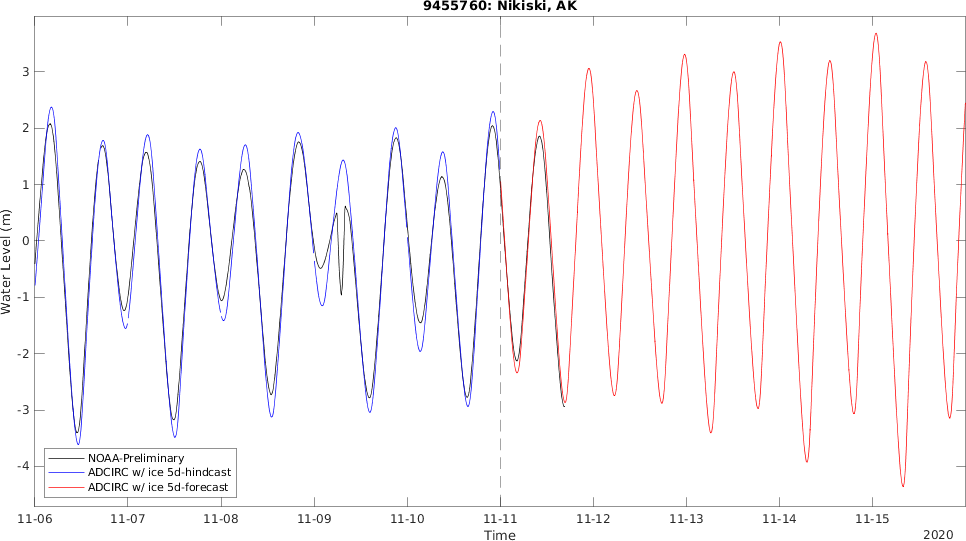 9455760: Nikiski, AK
Water Level (m)
3
2
1
0
-1
-2
-3
-4
NOAA-Preliminary
ADCIRC w/ ice 5d-hindcast
ADCIRC w/ ice 5d-forecast
11-06 11-07 11-08 11-09 11-10 11-11 11-12 11-13 11-14 11-15
Time
2020